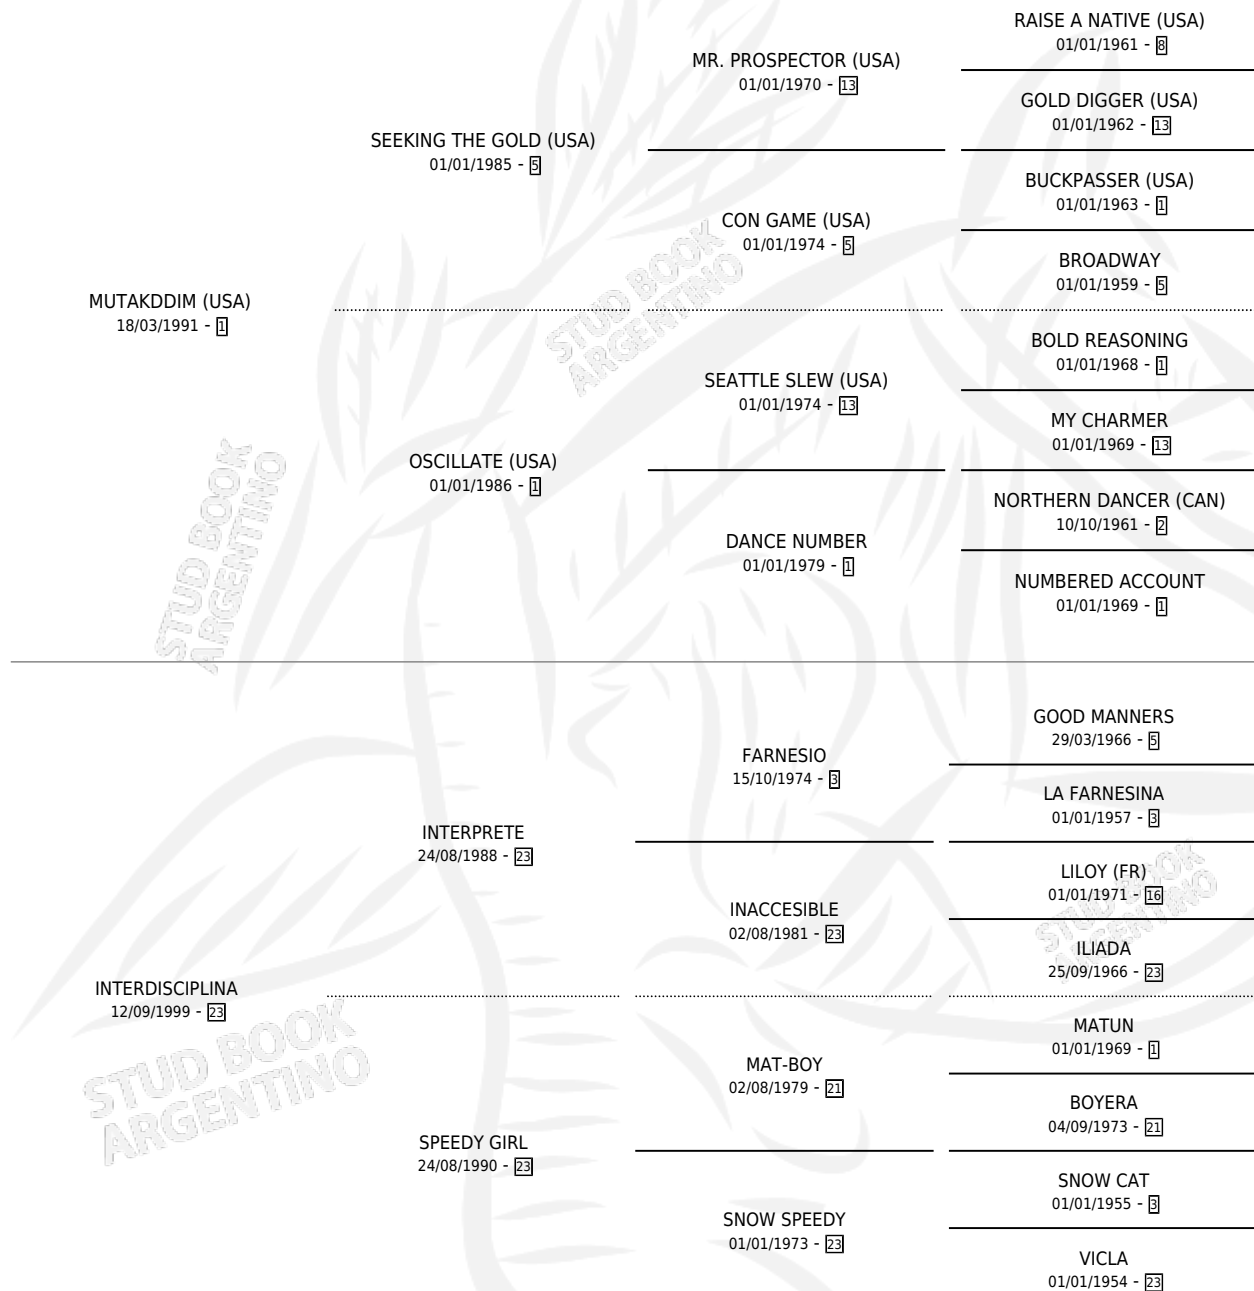 RAISE A NATIVE (USA)
01/01/1961 - 8
MR. PROSPECTOR (USA)
01/01/1970 - 13
GOLD DIGGER (USA)
01/01/1962 - 13
SEEKING THE GOLD (USA)
01/01/1985 - 5
BUCKPASSER (USA)
01/01/1963 - 1
CON GAME (USA)
01/01/1974 - 5
BROADWAY
01/01/1959 - 5
MUTAKDDIM (USA)
18/03/1991 - 1
BOLD REASONING
01/01/1968 - 1
SEATTLE SLEW (USA)
01/01/1974 - 13
MY CHARMER
01/01/1969 - 13
OSCILLATE (USA)
01/01/1986 - 1
NORTHERN DANCER (CAN)
10/10/1961 - 2
DANCE NUMBER
01/01/1979 - 1
NUMBERED ACCOUNT
01/01/1969 - 1
GOOD MANNERS
29/03/1966 - 5
FARNESIO
15/10/1974 - 3
LA FARNESINA
01/01/1957 - 3
INTERPRETE
24/08/1988 - 23
LILOY (FR)
01/01/1971 - 16
INACCESIBLE
02/08/1981 - 23
ILIADA
25/09/1966 - 23
INTERDISCIPLINA
12/09/1999 - 23
MATUN
01/01/1969 - 1
MAT-BOY
02/08/1979 - 21
BOYERA
04/09/1973 - 21
SPEEDY GIRL
24/08/1990 - 23
SNOW CAT
01/01/1955 - 3
SNOW SPEEDY
01/01/1973 - 23
VICLA
01/01/1954 - 23
STUD BOOK
ARGENTINO
STUD BOOK
ARGENTINO
STUD BOOK
ARGENTINO
STUD BOOK
ARGENTINO